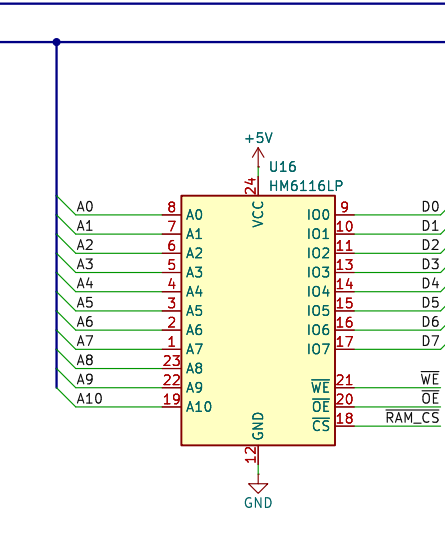 +5V
U16
HM6116LP
24
VCC
A0 8 A0 IO0 9 D0
A1 7 A1 IO1 10 D1
A2 6 A2 IO2 11 D2
A3 5 A3 IO3 13 D3
A4 4 A4 IO4 14 D4
A5 3 A5 IO5 15 D5
A6 2 A6 IO6 16 D6
A7 1 A7 IO7 17 D7
A8 23 A8
A9 22 A9 WE 21 WE
A10 19 A10 OE 20 OE
CS 18 RAM_CS
GND
12
GND